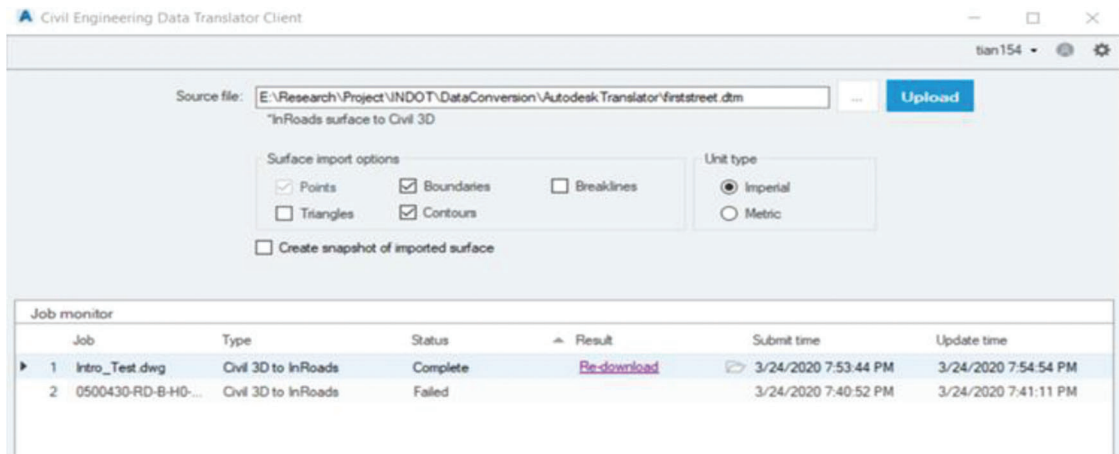 Civil Engineering Data Translator Client
tian154
Source file: E:\Research\Project\INDOT\DataConversion\AutodeskTranslator\firststreet.dtm ... Upload
*InRoads surface to Civil 3D
Surface import options Unit type
Points Boundaries Breaklines Imperial
Triangles Contours Metric
Create snapshot of imported surface
Job monitor
Job Type Status Result Submit time Update time
1 Intro_Test.dwg Civil 3D to InRoads Complete Re-download 3/24/2020 7:53:44 PM 3/24/2020 7:54:54 PM
2 0500430-RD-B-H0-... Civil 3D to InRoads Failed 3/24/2020 7:40:52 PM 3/24/2020 7:41:11 PM